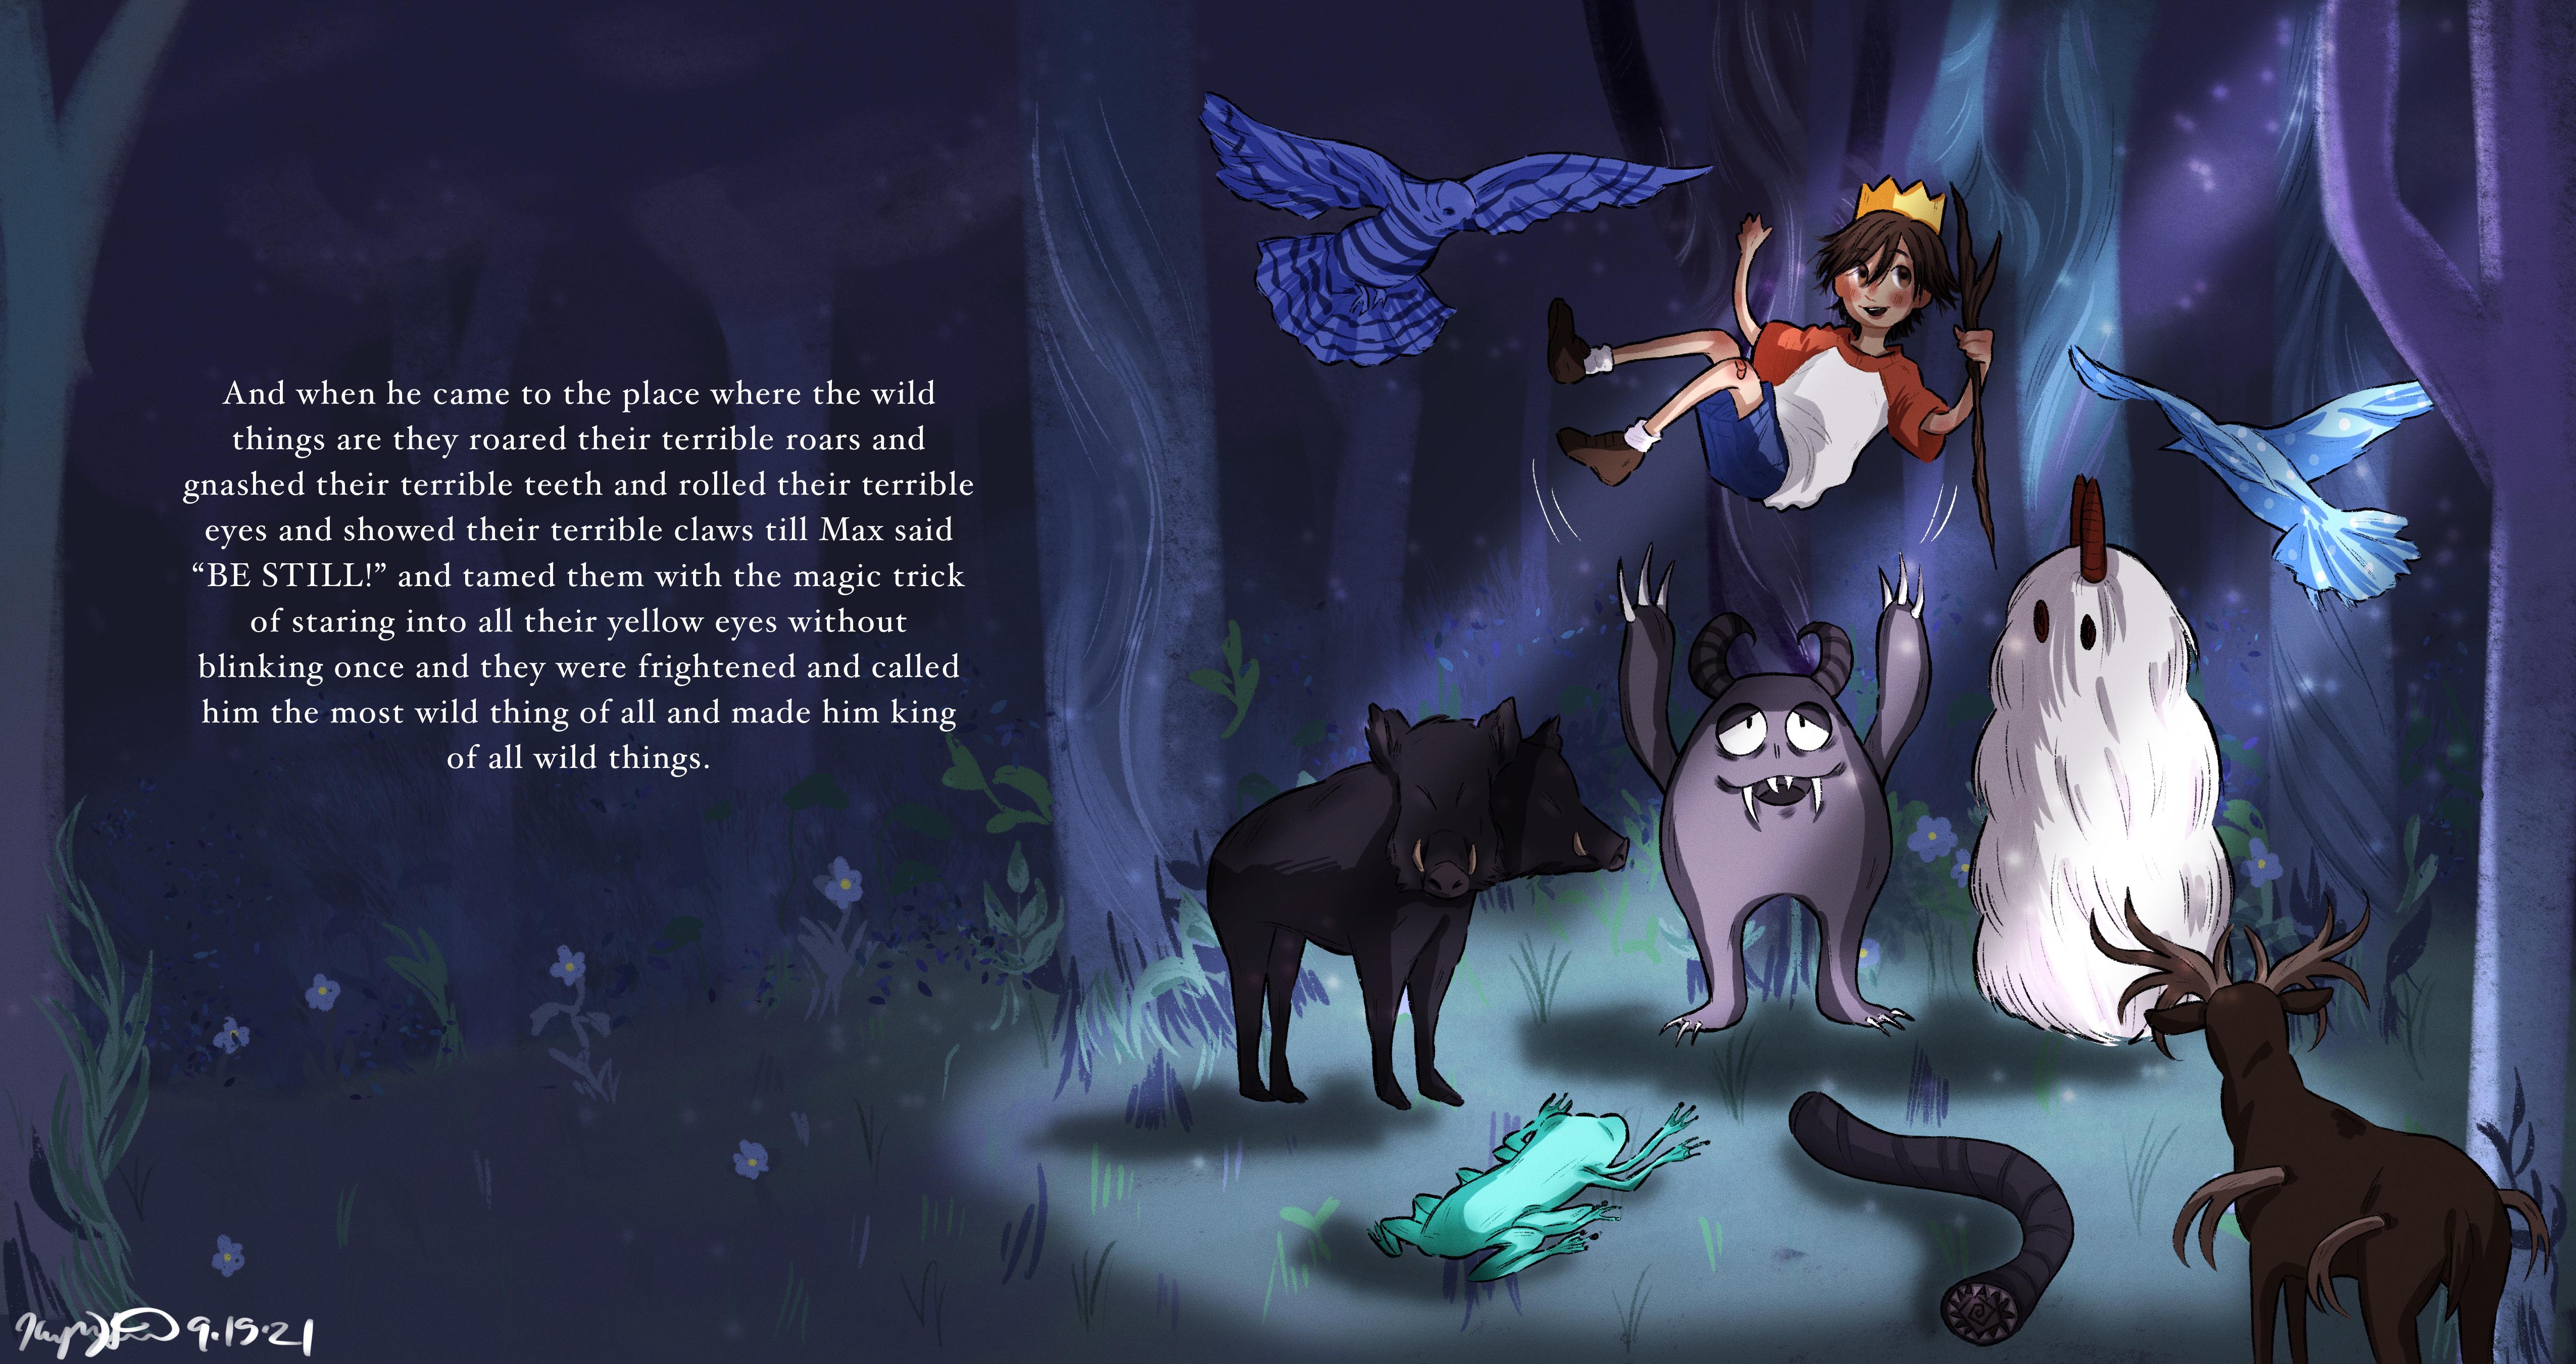 And when he came to the place where the wild
things are they roared their terrible roars and
gnashed their terrible teeth and rolled their terrible
eyes and showed their terrible claws till Max said
“BE STILL!” and tamed them with the magic trick
of staring into all their yellow eyes without
blinking once and they were frightened and called
him the most wild thing of all and made him king
of all wild things.
9.15.21